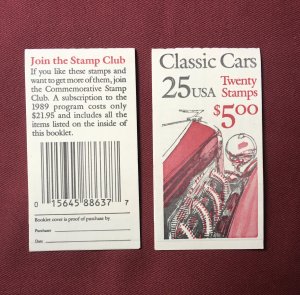 Join the Stamp Club
If you like these stamps and
want to get more of them, join
the Commemorative Stamp
Club. A subscription to the
1989 program costs only
$21.95 and includes all the
items listed on the inside of
this booklet.
0 15645 88637 7
Booklet cover is proof of purchase by
Purchaser
Date
Classic Cars
25 USA Twenty
Stamps
$5.00